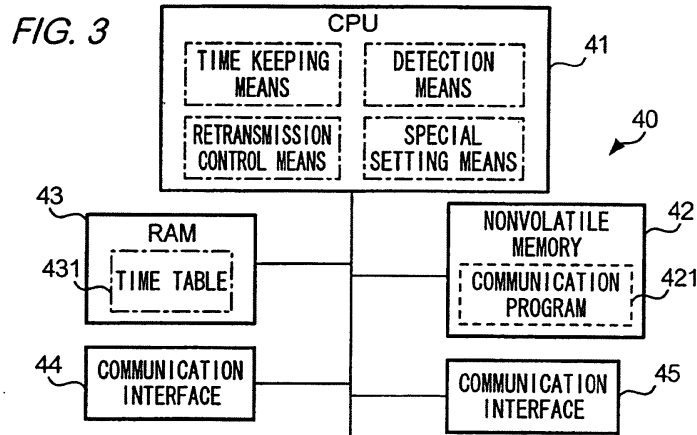 FIG. 3
CPU
41
TIME KEEPING
MEANS
DETECTION
MEANS
RETRANSMISSION
CONTROL MEANS
SPECIAL
SETTING MEANS
40
43
RAM
431
TIME TABLE
42
NONVOLATILE
MEMORY
COMMUNICATION
PROGRAM
421
44
COMMUNICATION
INTERFACE
45
COMMUNICATION
INTERFACE